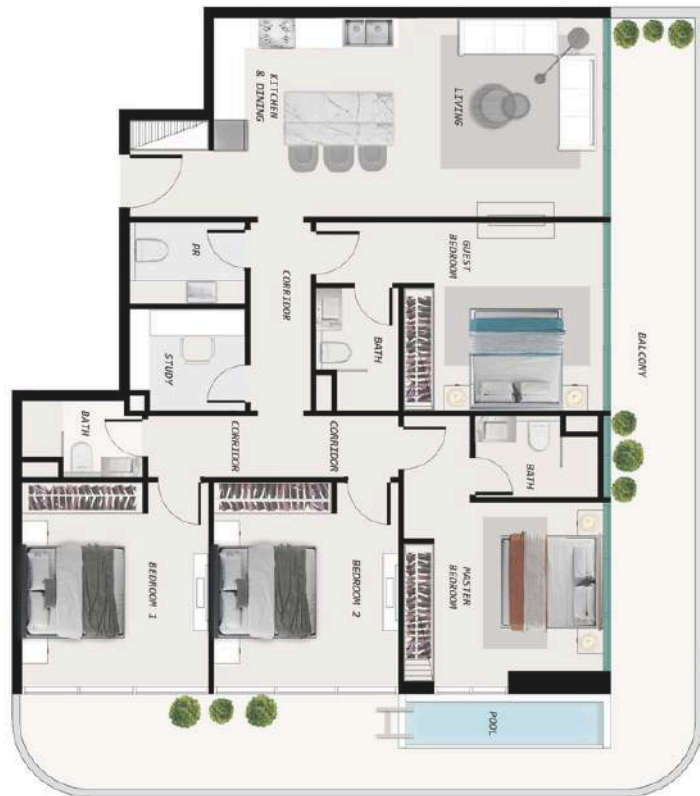 KITCHEN
& DINING
LIVING
PR
CORRIDOR
GUEST
BEDROOM
BATH
STUDY
BALCONY
BATH
CORRIDOR
CORRIDOR
BATH
BEDROOM 1
BEDROOM 2
MASTER
BEDROOM
POOL